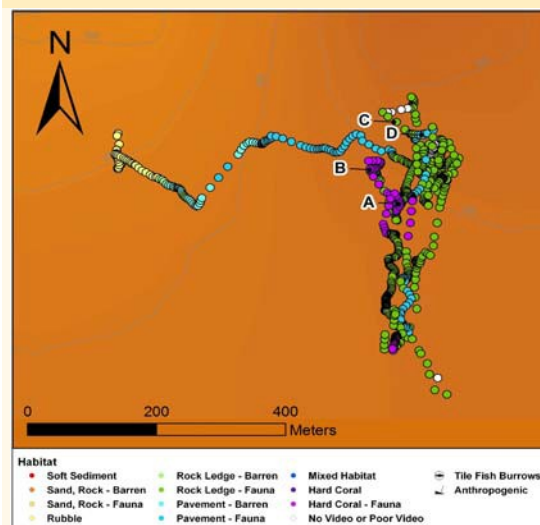 N
C
D
B
A
0 200 400
Meters
Habitat
Soft Sediment
Sand, Rock - Barren
Sand, Rock - Fauna
Rubble
Rock Ledge - Barren
Rock Ledge - Fauna
Pavement - Barren
Pavement - Fauna
Mixed Habitat
Hard Coral
Hard Coral - Fauna
No Video or Poor Video
Tile Fish Burrows
Anthropogenic